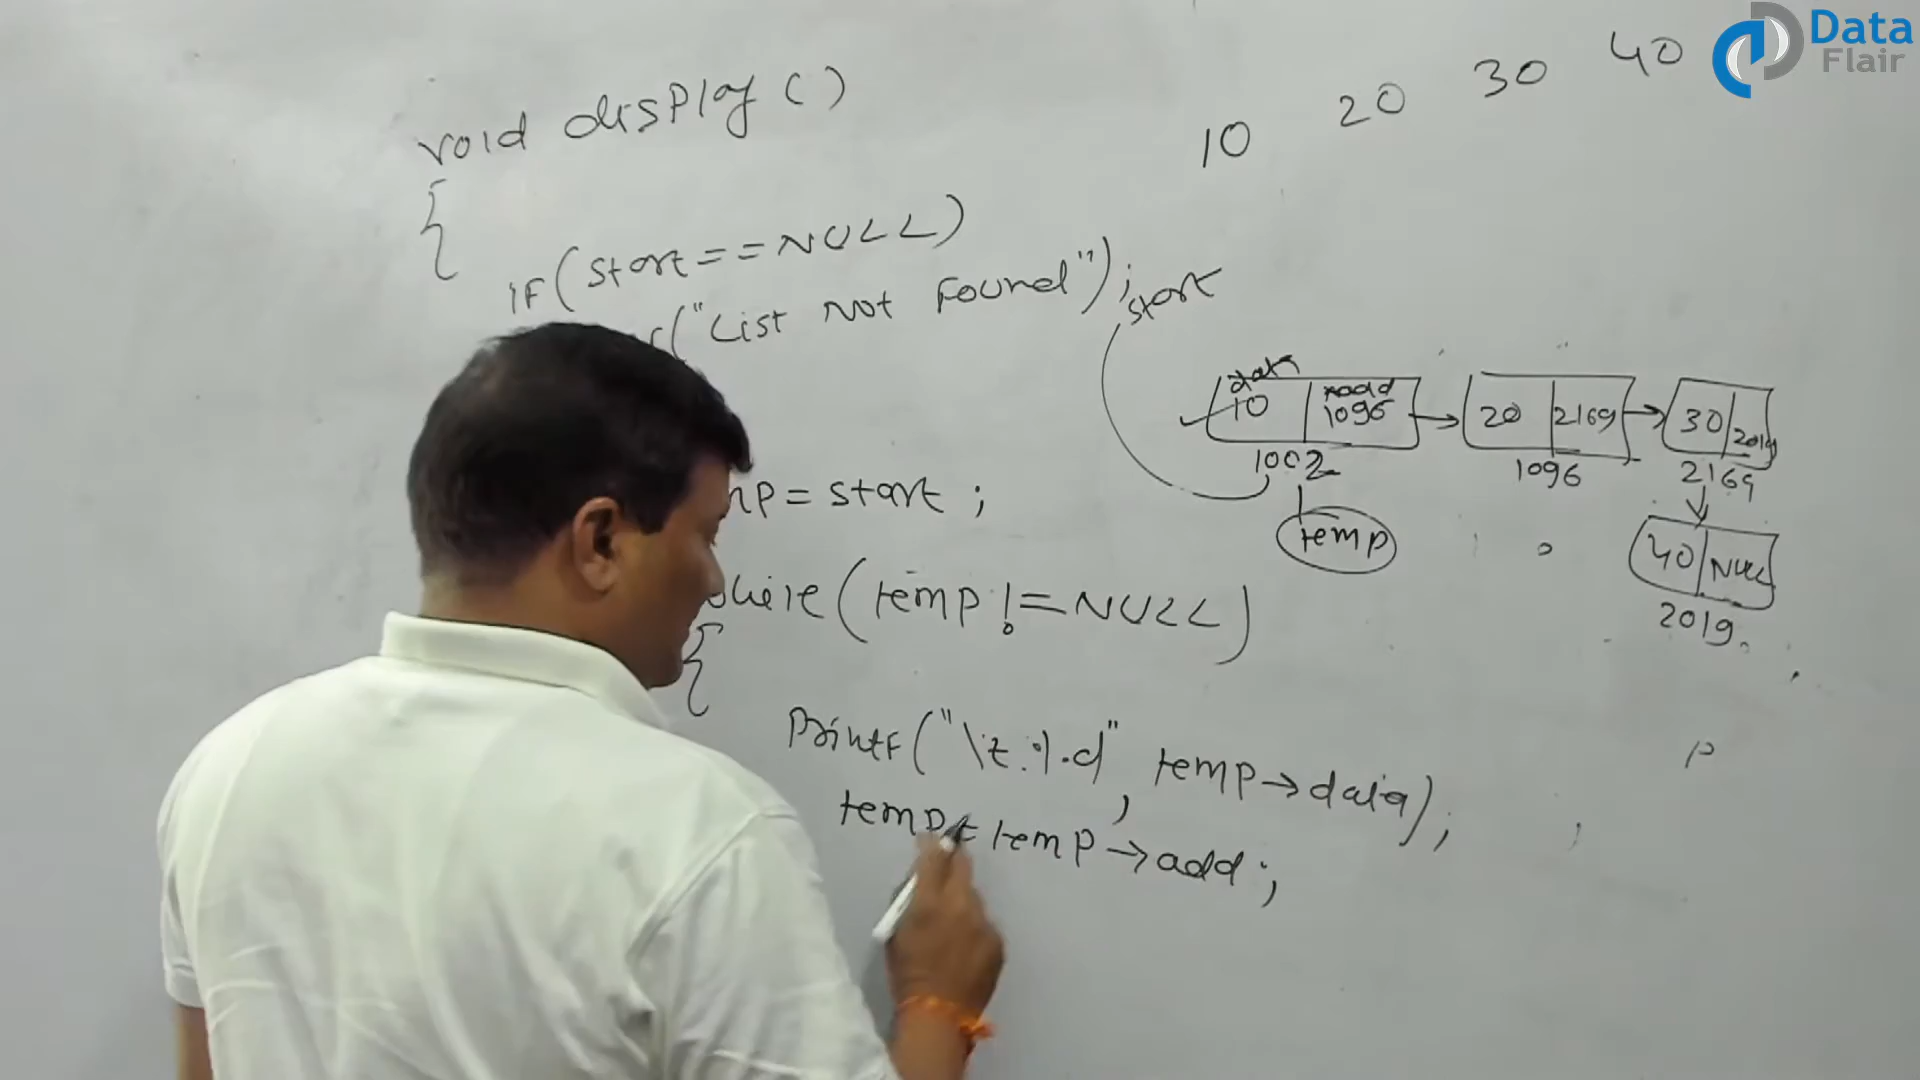 void display()
{
if(start==NULL)
("List Not Found");
= start ;
while(temp!=NULL)
{
Printf("\t%d", temp→data);
temp= temp→add;
10 20 30 40
start
data add
10 1096
1002
temp
20 2169
1096
30 2019
2169
40 NULL
2019
Data
Flair